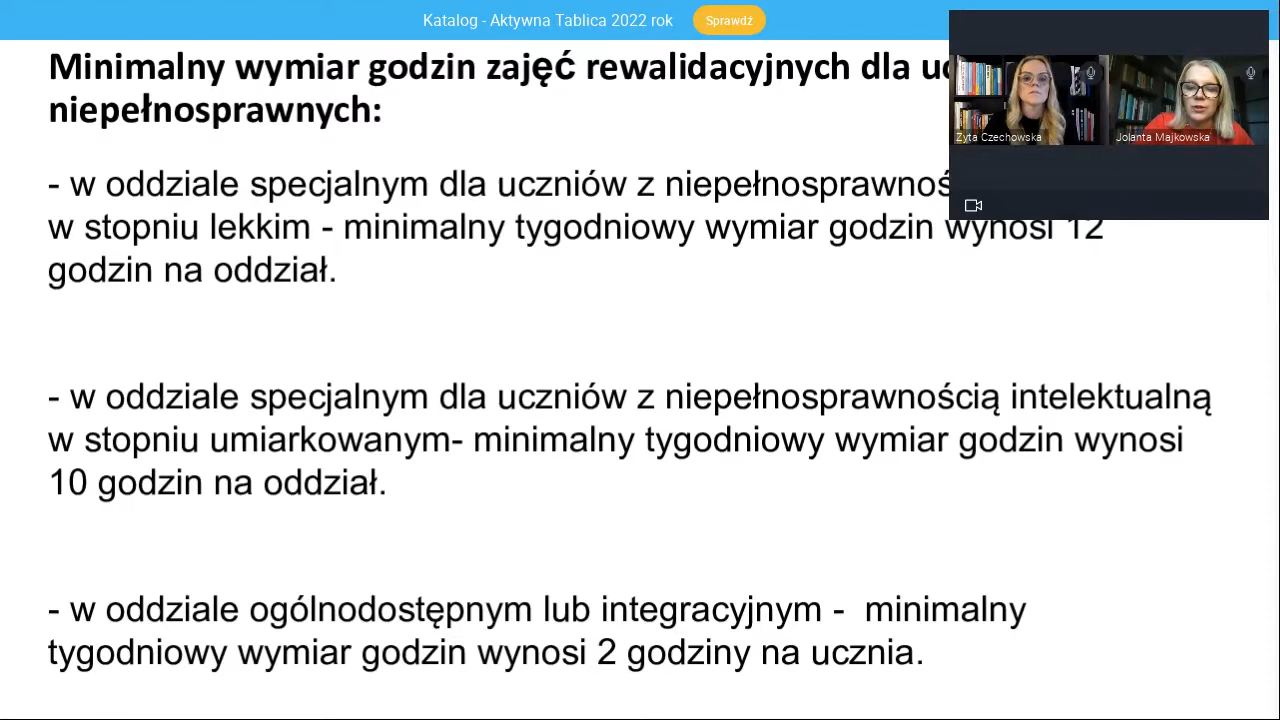 Katalog - Aktywna Tablica 2022 rok Sprawdź
Minimalny wymiar godzin zajęć rewalidacyjnych dla
niepełnosprawnych:
Zyta Czechowska
Jolanta Majkowska
- w oddziale specjalnym dla uczniów z
w stopniu lekkim - minimalny tygodniowy wymiar godzin wynosi 12
godzin na oddział.
- w oddziale specjalnym dla uczniów z niepełnosprawnością intelektualną
w stopniu umiarkowanym- minimalny tygodniowy wymiar godzin wynosi
10 godzin na oddział.
- w oddziale ogólnodostępnym lub integracyjnym - minimalny
tygodniowy wymiar godzin wynosi 2 godziny na ucznia.